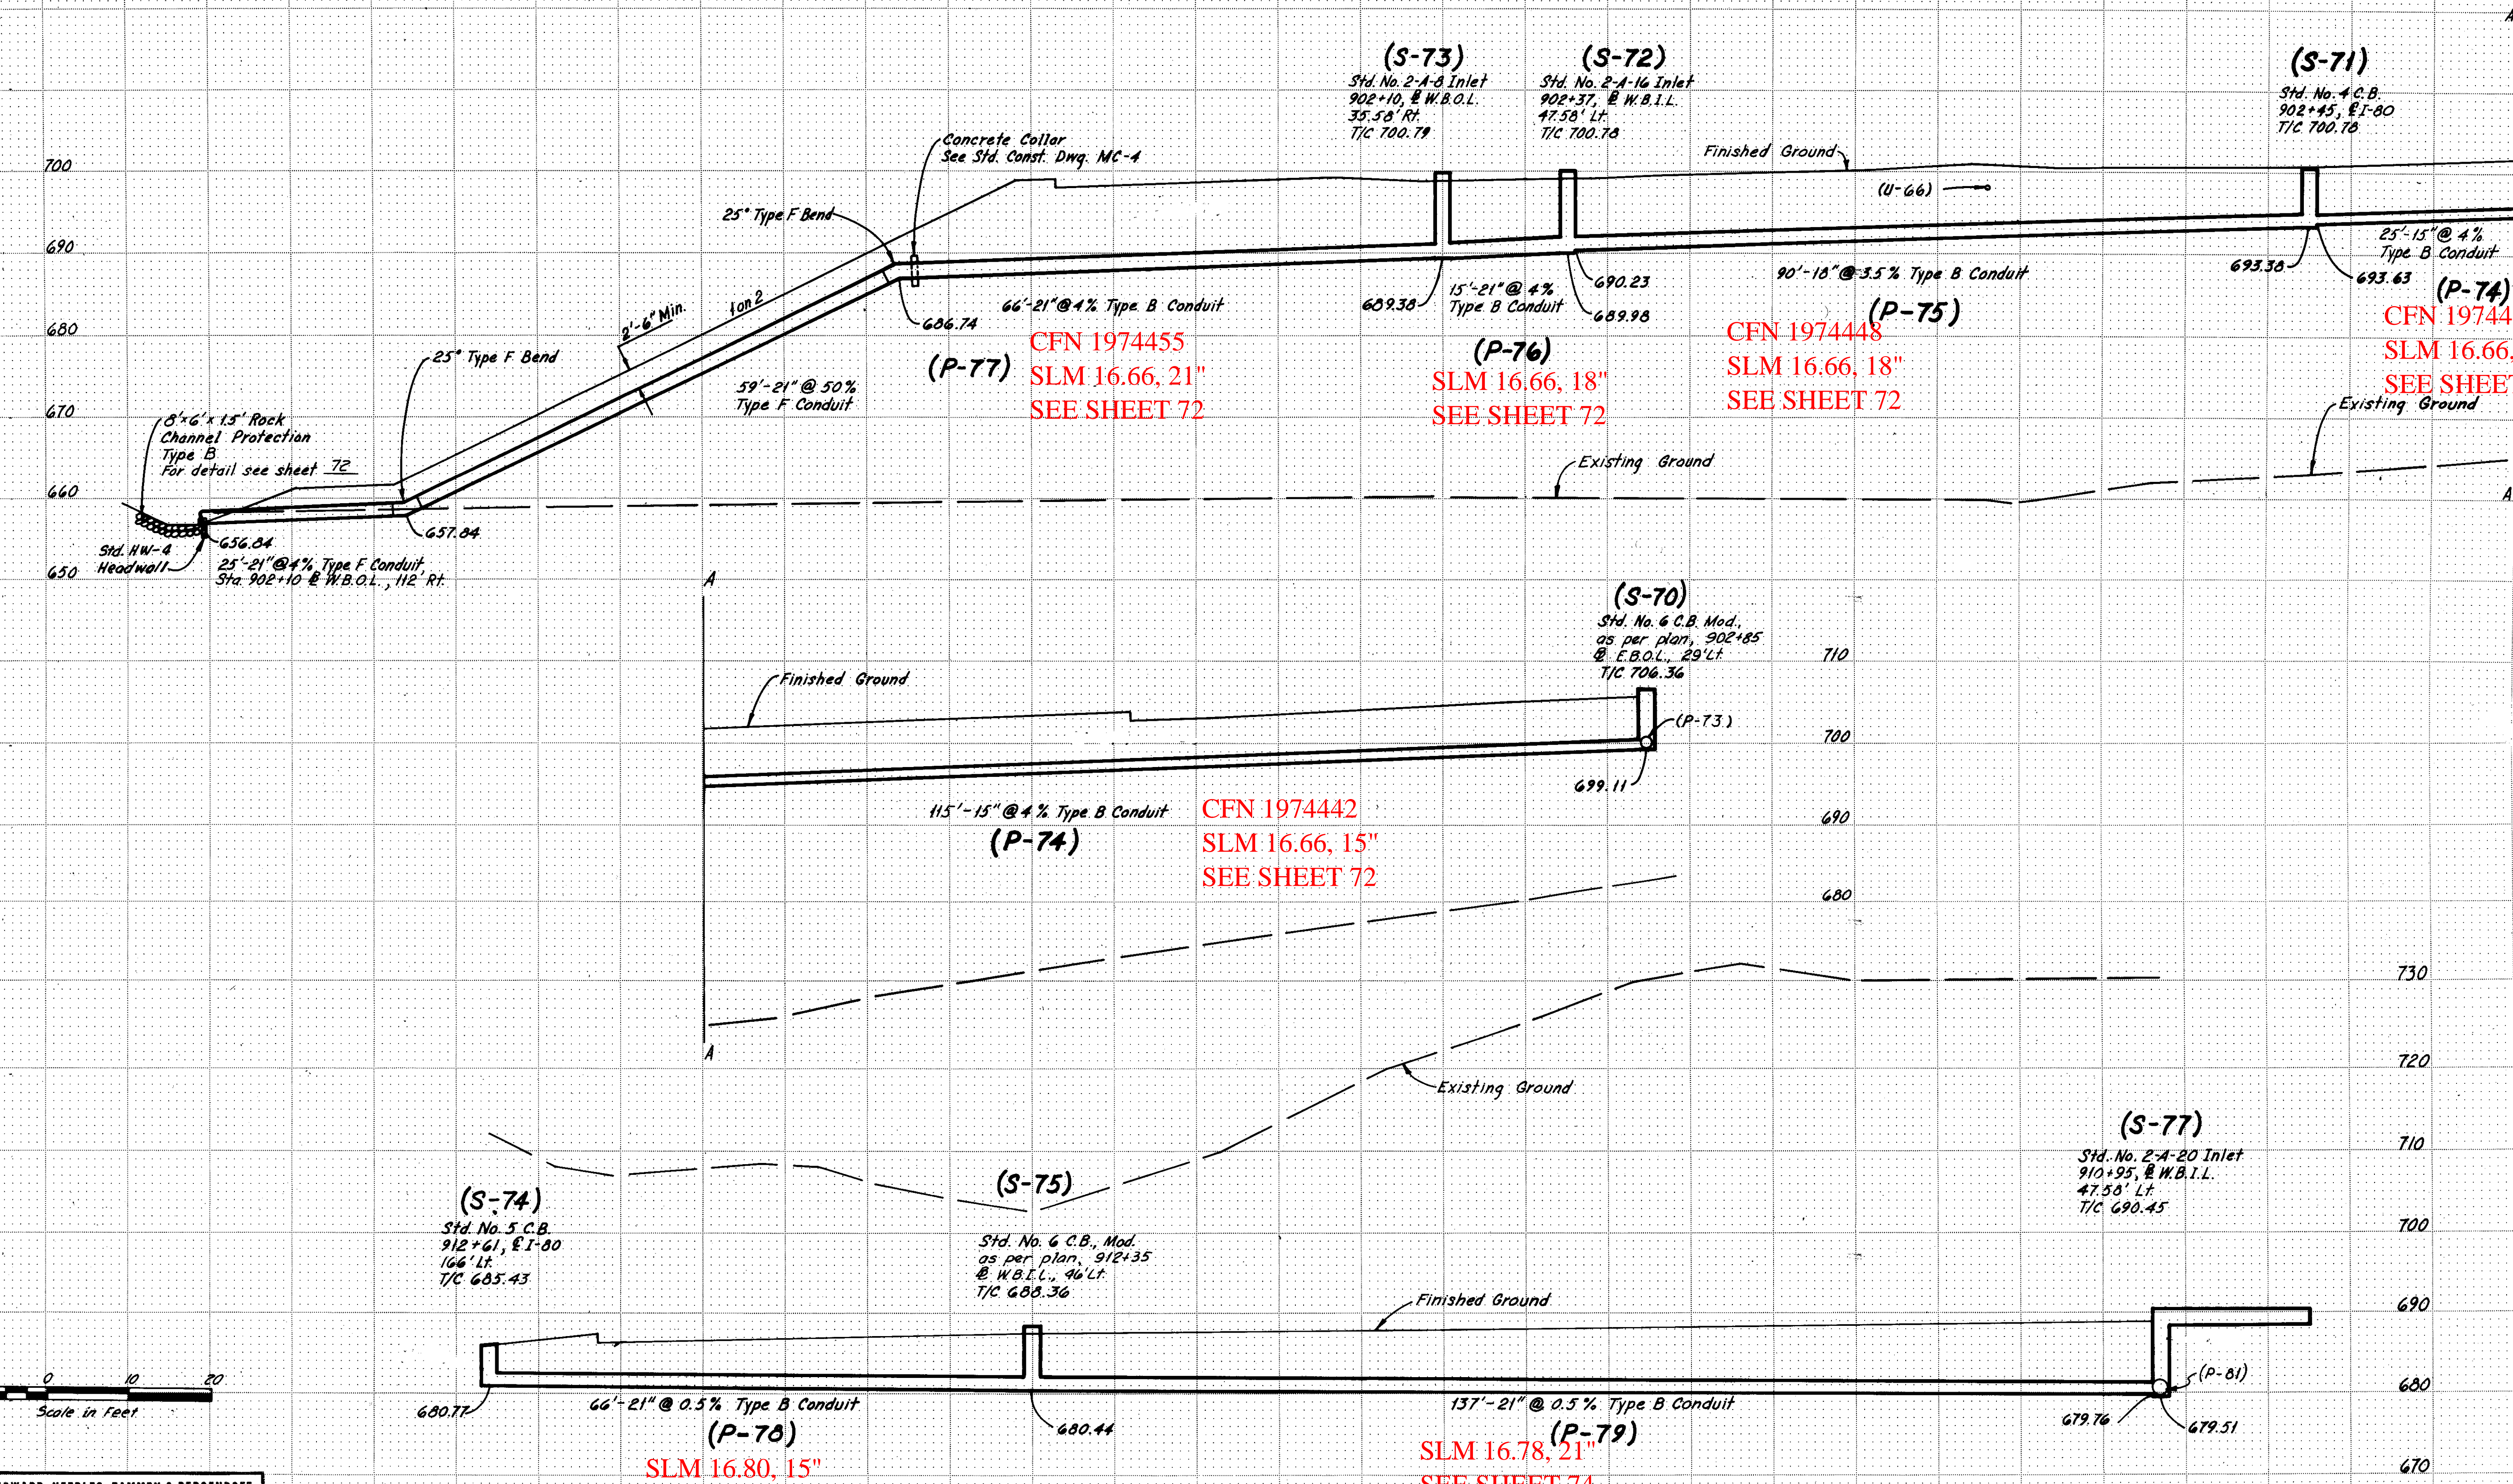 A
(S-73)
Std. No. 2-A-8 Inlet
902+10, ℄ W.B.O.L.
35.58' Rt.
T/C 700.79
(S-72)
Std. No. 2-A-16 Inlet
902+37, ℄ W.B.I.L.
47.58' Lt.
T/C 700.78
(S-71)
Std. No. 4 C.B.
902+45, ℄ I-80
T/C 700.78
Concrete Collar
See Std. Const. Dwg. MC-4
Finished Ground
(U-66)
700
690
680
670
660
650
25° Type F Bend
2'-6" Min.
1 on 2
686.74
66'-21" @ 4% Type B Conduit
(P-77)
CFN 1974455
SLM 16.66, 21"
SEE SHEET 72
689.38
15'-21" @ 4%
Type B Conduit
690.23
689.98
(P-76)
SLM 16.66, 18"
SEE SHEET 72
90'-18" @ 3.5% Type B Conduit
(P-75)
CFN 1974448
SLM 16.66, 18"
SEE SHEET 72
693.38
693.63
25'-15" @ 4%
Type B Conduit
(P-74)
CFN 19744
SLM 16.66,
SEE SHEET
Existing Ground
25° Type F Bend
59'-21" @ 50%
Type F Conduit
8'x6'x1.5' Rock
Channel Protection
Type B
For detail see sheet 72
Existing Ground
A
657.84
656.84
Std. HW-4
Headwall
25'-21" @ 4% Type F Conduit
Sta. 902+10 ℄ W.B.O.L., 112' Rt.
A
(S-70)
Std. No. 6 C.B. Mod.,
as per plan, 902+85
℄ E.B.O.L., 29' Lt.
T/C 706.36
710
700
690
680
Finished Ground
(P-73)
699.11
115'-15" @ 4% Type B Conduit
(P-74)
CFN 1974442
SLM 16.66, 15"
SEE SHEET 72
A
730
720
710
700
690
680
670
Existing Ground
(S-74)
Std. No. 5 C.B.
912+61, ℄ I-80
166' Lt.
T/C 685.43
(S-75)
Std. No. 6 C.B., Mod.
as per plan, 912+35
℄ W.B.I.L., 46' Lt.
T/C 688.36
(S-77)
Std. No. 2-A-20 Inlet
910+95, ℄ W.B.I.L.
47.58' Lt.
T/C 690.45
Finished Ground
0 10 20
Scale in Feet
680.77
66'-21" @ 0.5% Type B Conduit
(P-78)
SLM 16.80, 15"
680.44
137'-21" @ 0.5% Type B Conduit
(P-79)
SLM 16.78, 21"
SEE SHEET 74
(P-81)
679.76
679.51